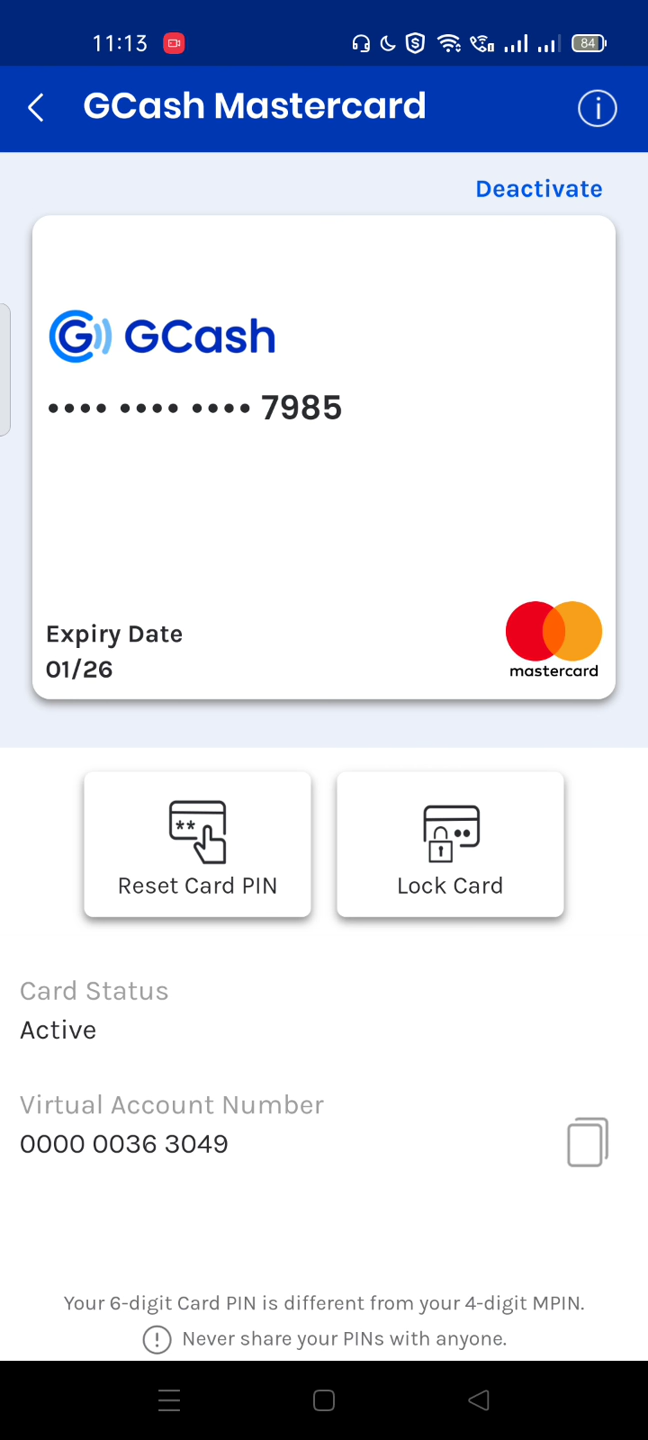 11:13
84
GCash Mastercard
Deactivate
GCash
•••• •••• •••• 7985
Expiry Date
01/26
mastercard
Reset Card PIN
Lock Card
Card Status
Active
Virtual Account Number
0000 0036 3049
Your 6-digit Card PIN is different from your 4-digit MPIN.
Never share your PINs with anyone.